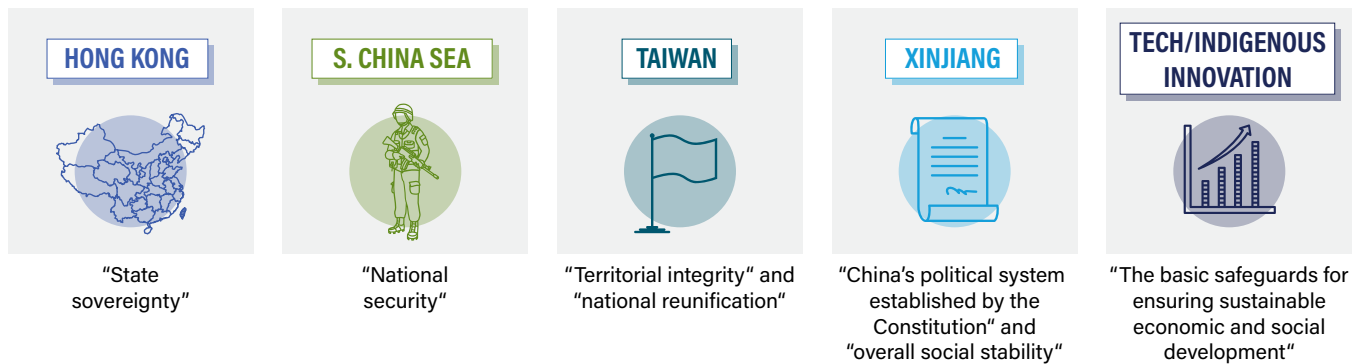 HONG KONG
“State
sovereignty”
S. CHINA SEA
“National
security“
TAIWAN
“Territorial integrity“ and
“national reunification“
XINJIANG
“China’s political system
established by the
Constitution“ and
“overall social stability“
TECH/INDIGENOUS
INNOVATION
“The basic safeguards for
ensuring sustainable
economic and social
development“